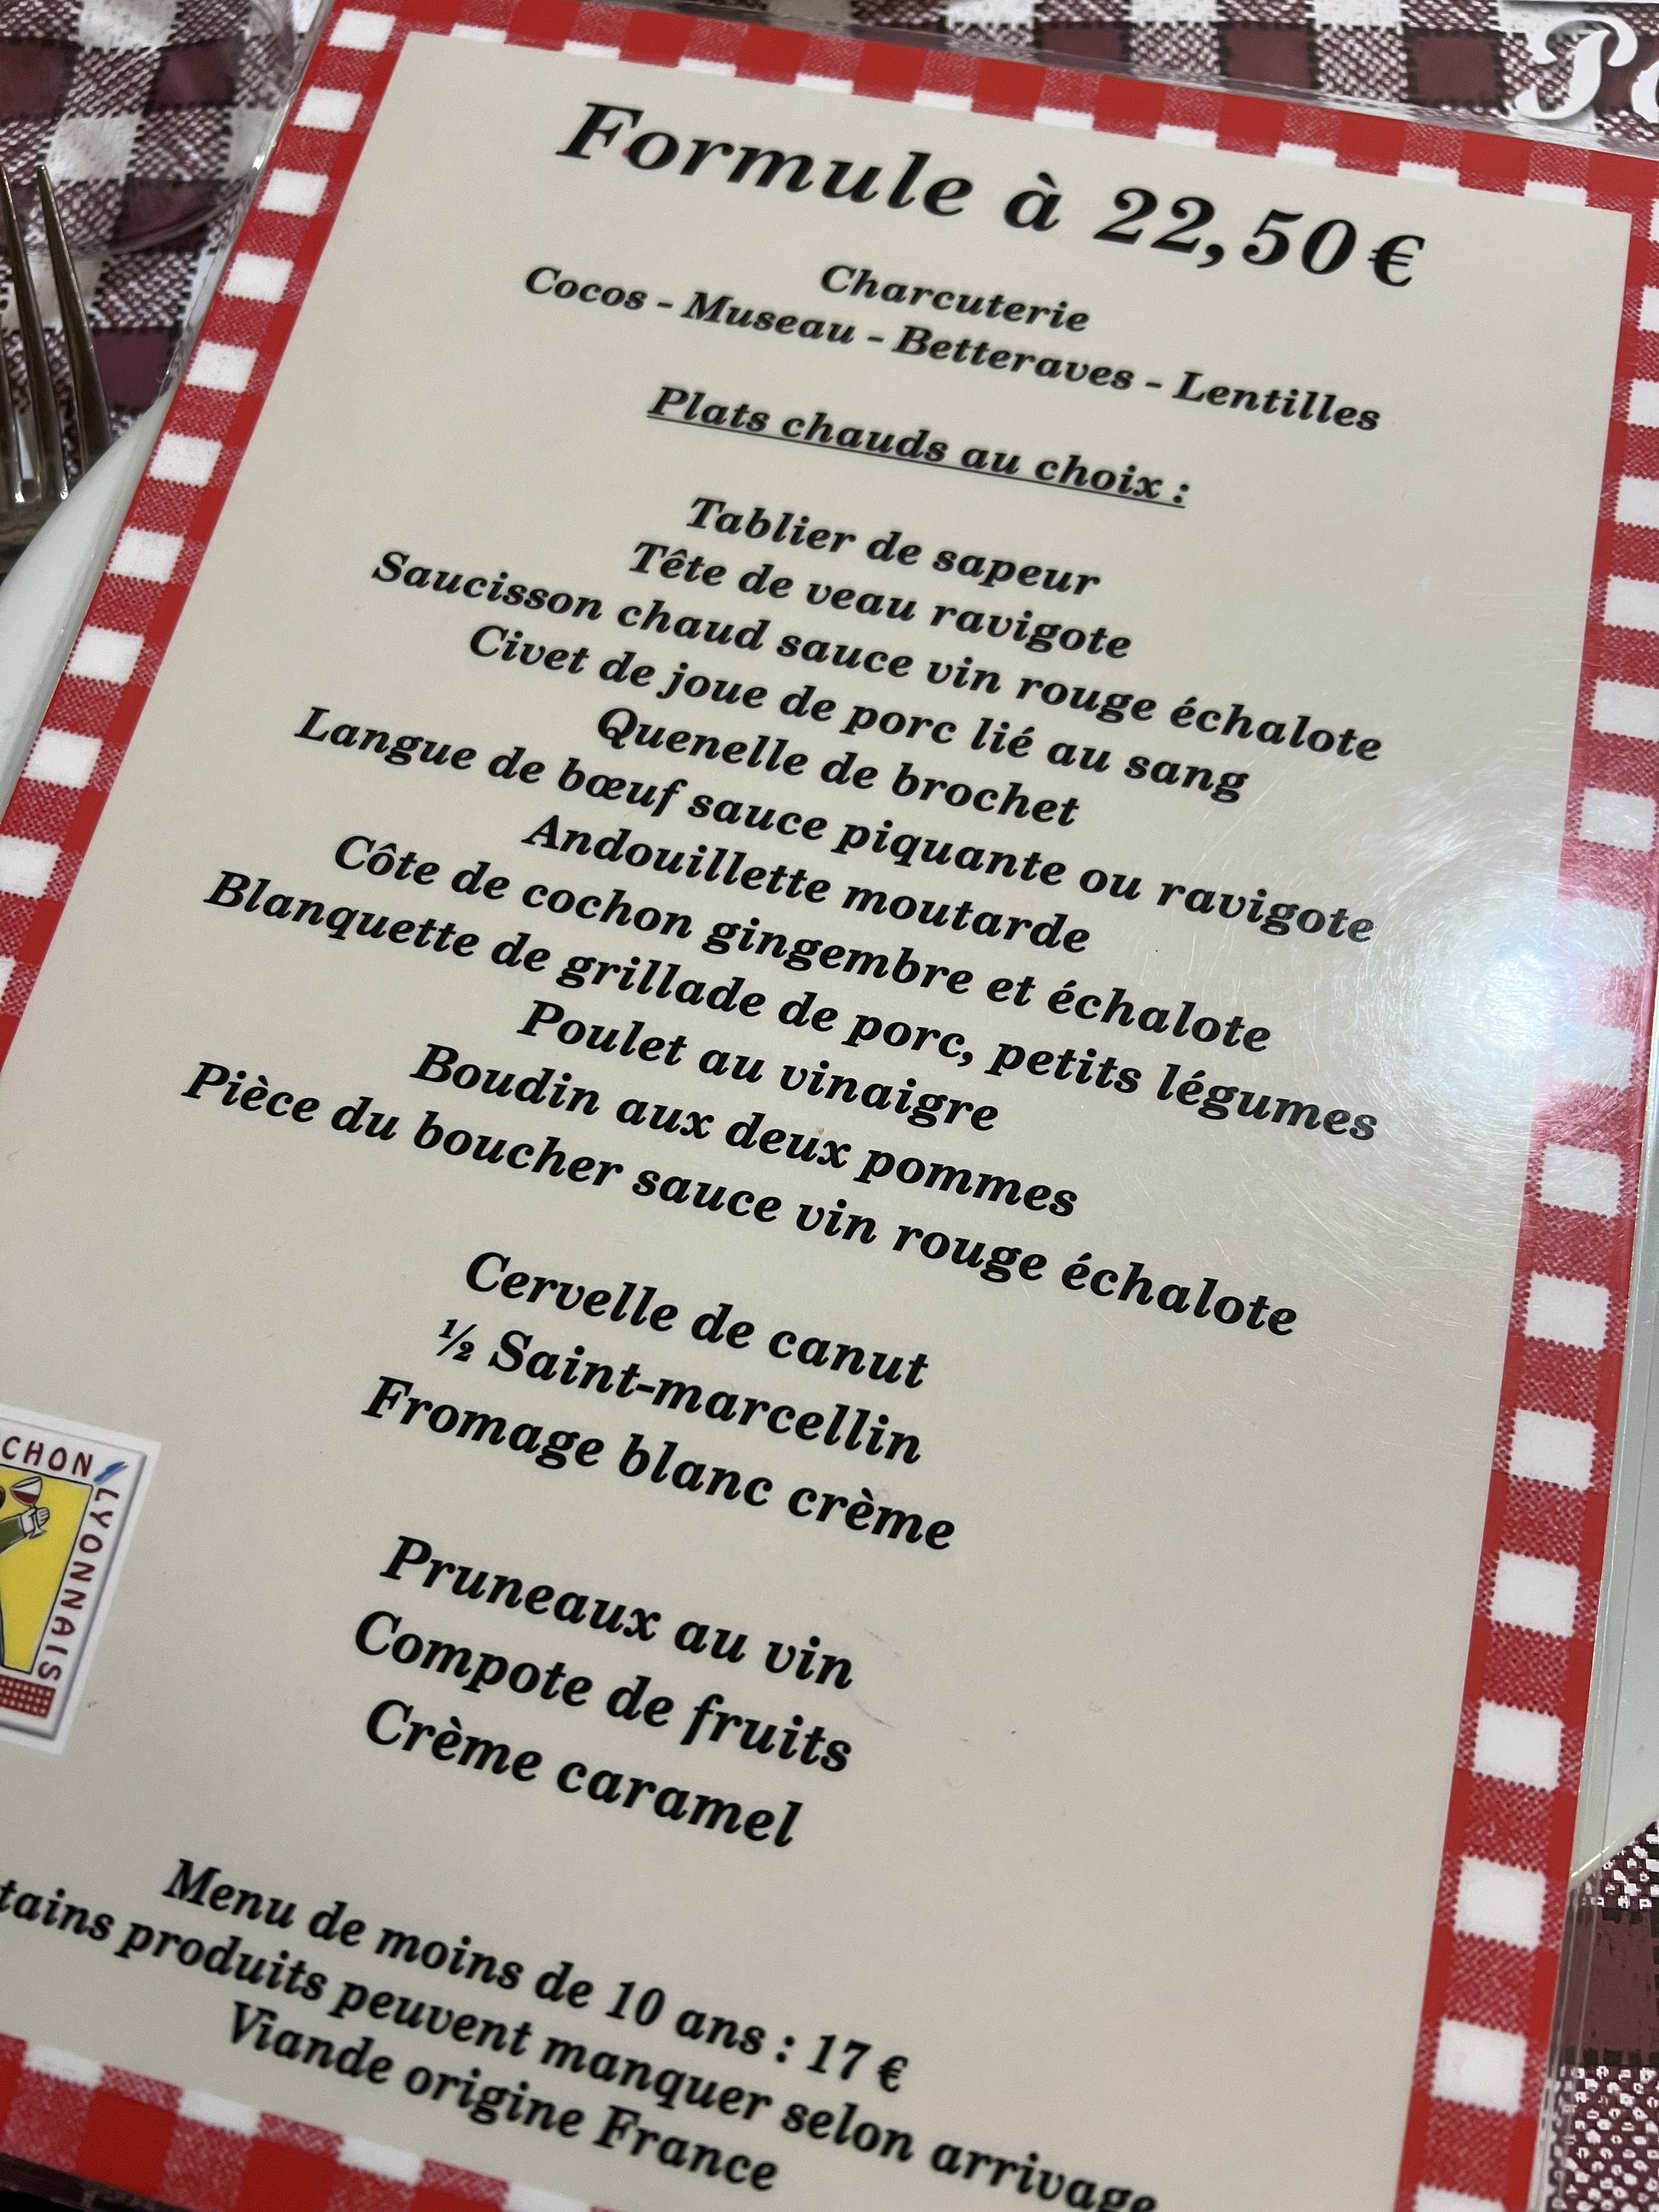 Formule à 22,50 €
Charcuterie
Cocos - Museau - Betteraves - Lentilles
Plats chauds au choix :
Tablier de sapeur
Tête de veau ravigote
Saucisson chaud sauce vin rouge échalote
Civet de joue de porc lié au sang
Quenelle de brochet
Langue de bœuf sauce piquante ou ravigote
Andouillette moutarde
Côte de cochon gingembre et échalote
Blanquette de grillade de porc, petits légumes
Poulet au vinaigre
Boudin aux deux pommes
Pièce du boucher sauce vin rouge échalote
Cervelle de canut
½ Saint-marcellin
Fromage blanc crème
Pruneaux au vin
Compote de fruits
Crème caramel
CHON
LYONNAIS
Menu de moins de 10 ans : 17 €
tains produits peuvent manquer selon arrivage
Viande origine France